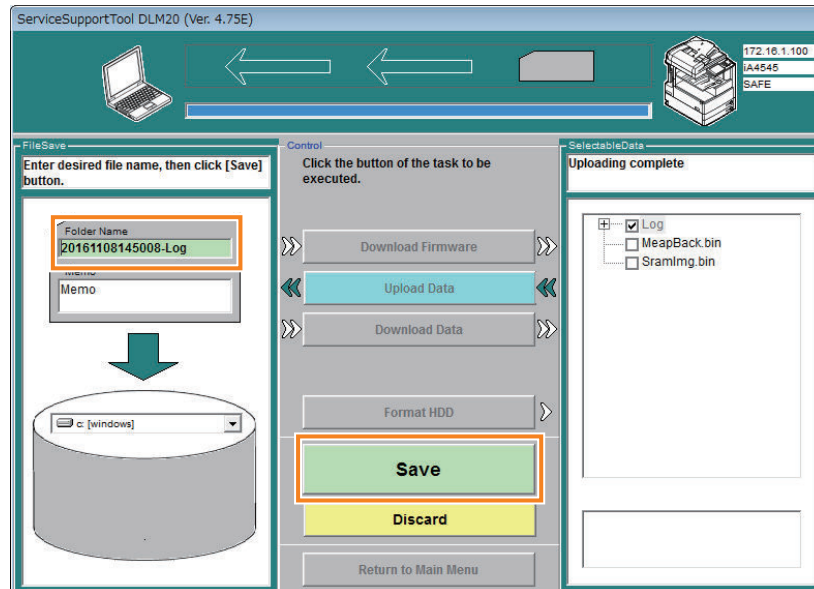 ServiceSupportTool DLM20 (Ver. 4.75E)
172.16.1.100
iA4545
SAFE
FileSave
Enter desired file name, then click [Save]
button.
Folder Name
20161108145008-Log
Memo
Memo
c: [windows]
Control
Click the button of the task to be
executed.
Download Firmware
Upload Data
Download Data
Format HDD
Save
Discard
Return to Main Menu
SelectableData
Uploading complete
Log
MeapBack.bin
SramImg.bin